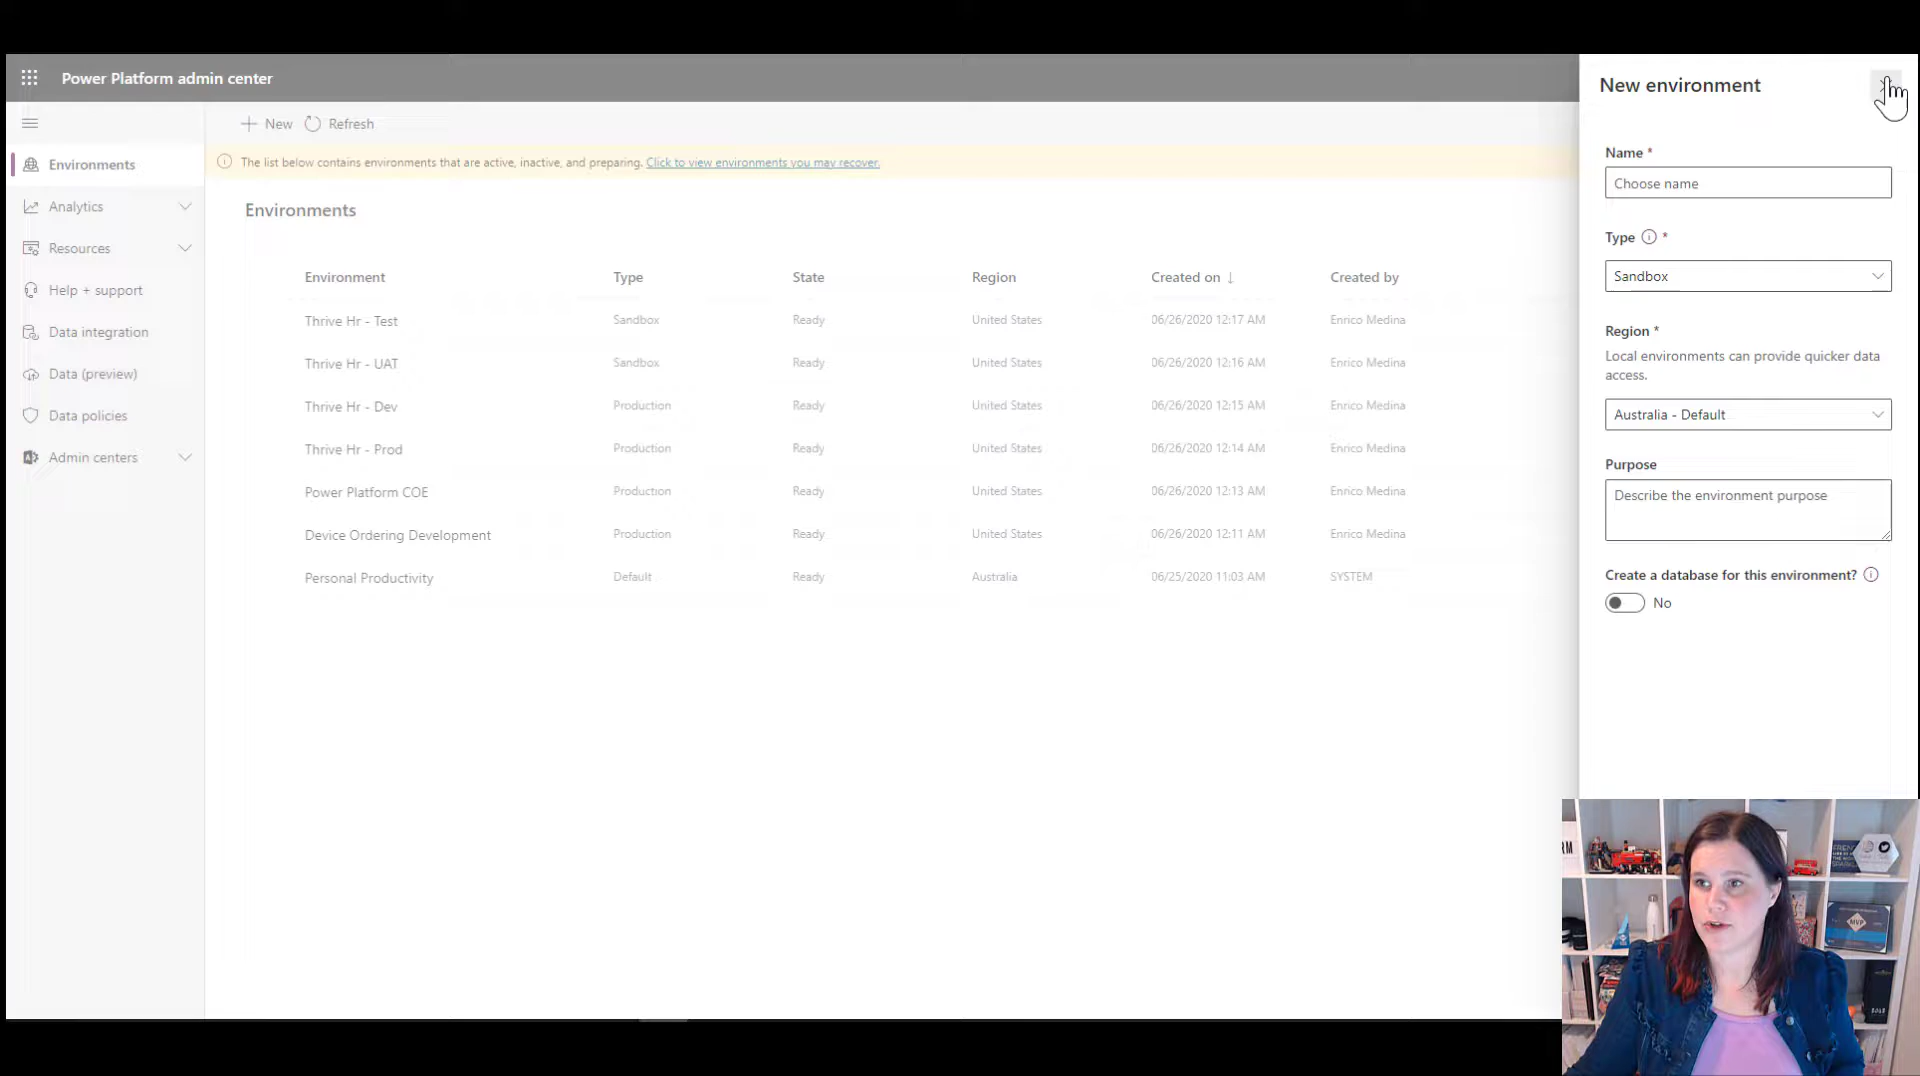 Power Platform admin center
New environment
New
Refresh
The list below contains environments that are active, inactive, and preparing. Click to view environments you may recover.
Environments
Analytics
Resources
Help + support
Data integration
Data (preview)
Data policies
Admin centers
Environments
Environment Type State Region Created on ↓ Created by
Thrive Hr - Test Sandbox Ready United States 06/26/2020 12:17 AM Enrico Medina
Thrive Hr - UAT Sandbox Ready United States 06/26/2020 12:16 AM Enrico Medina
Thrive Hr - Dev Production Ready United States 06/26/2020 12:15 AM Enrico Medina
Thrive Hr - Prod Production Ready United States 06/26/2020 12:14 AM Enrico Medina
Power Platform COE Production Ready United States 06/26/2020 12:13 AM Enrico Medina
Device Ordering Development Production Ready United States 06/26/2020 12:11 AM Enrico Medina
Personal Productivity Default Ready Australia 06/25/2020 11:03 AM SYSTEM
Name *
Choose name
Type *
Sandbox
Region *
Local environments can provide quicker data
access.
Australia - Default
Purpose
Describe the environment purpose
Create a database for this environment?
No
MVP